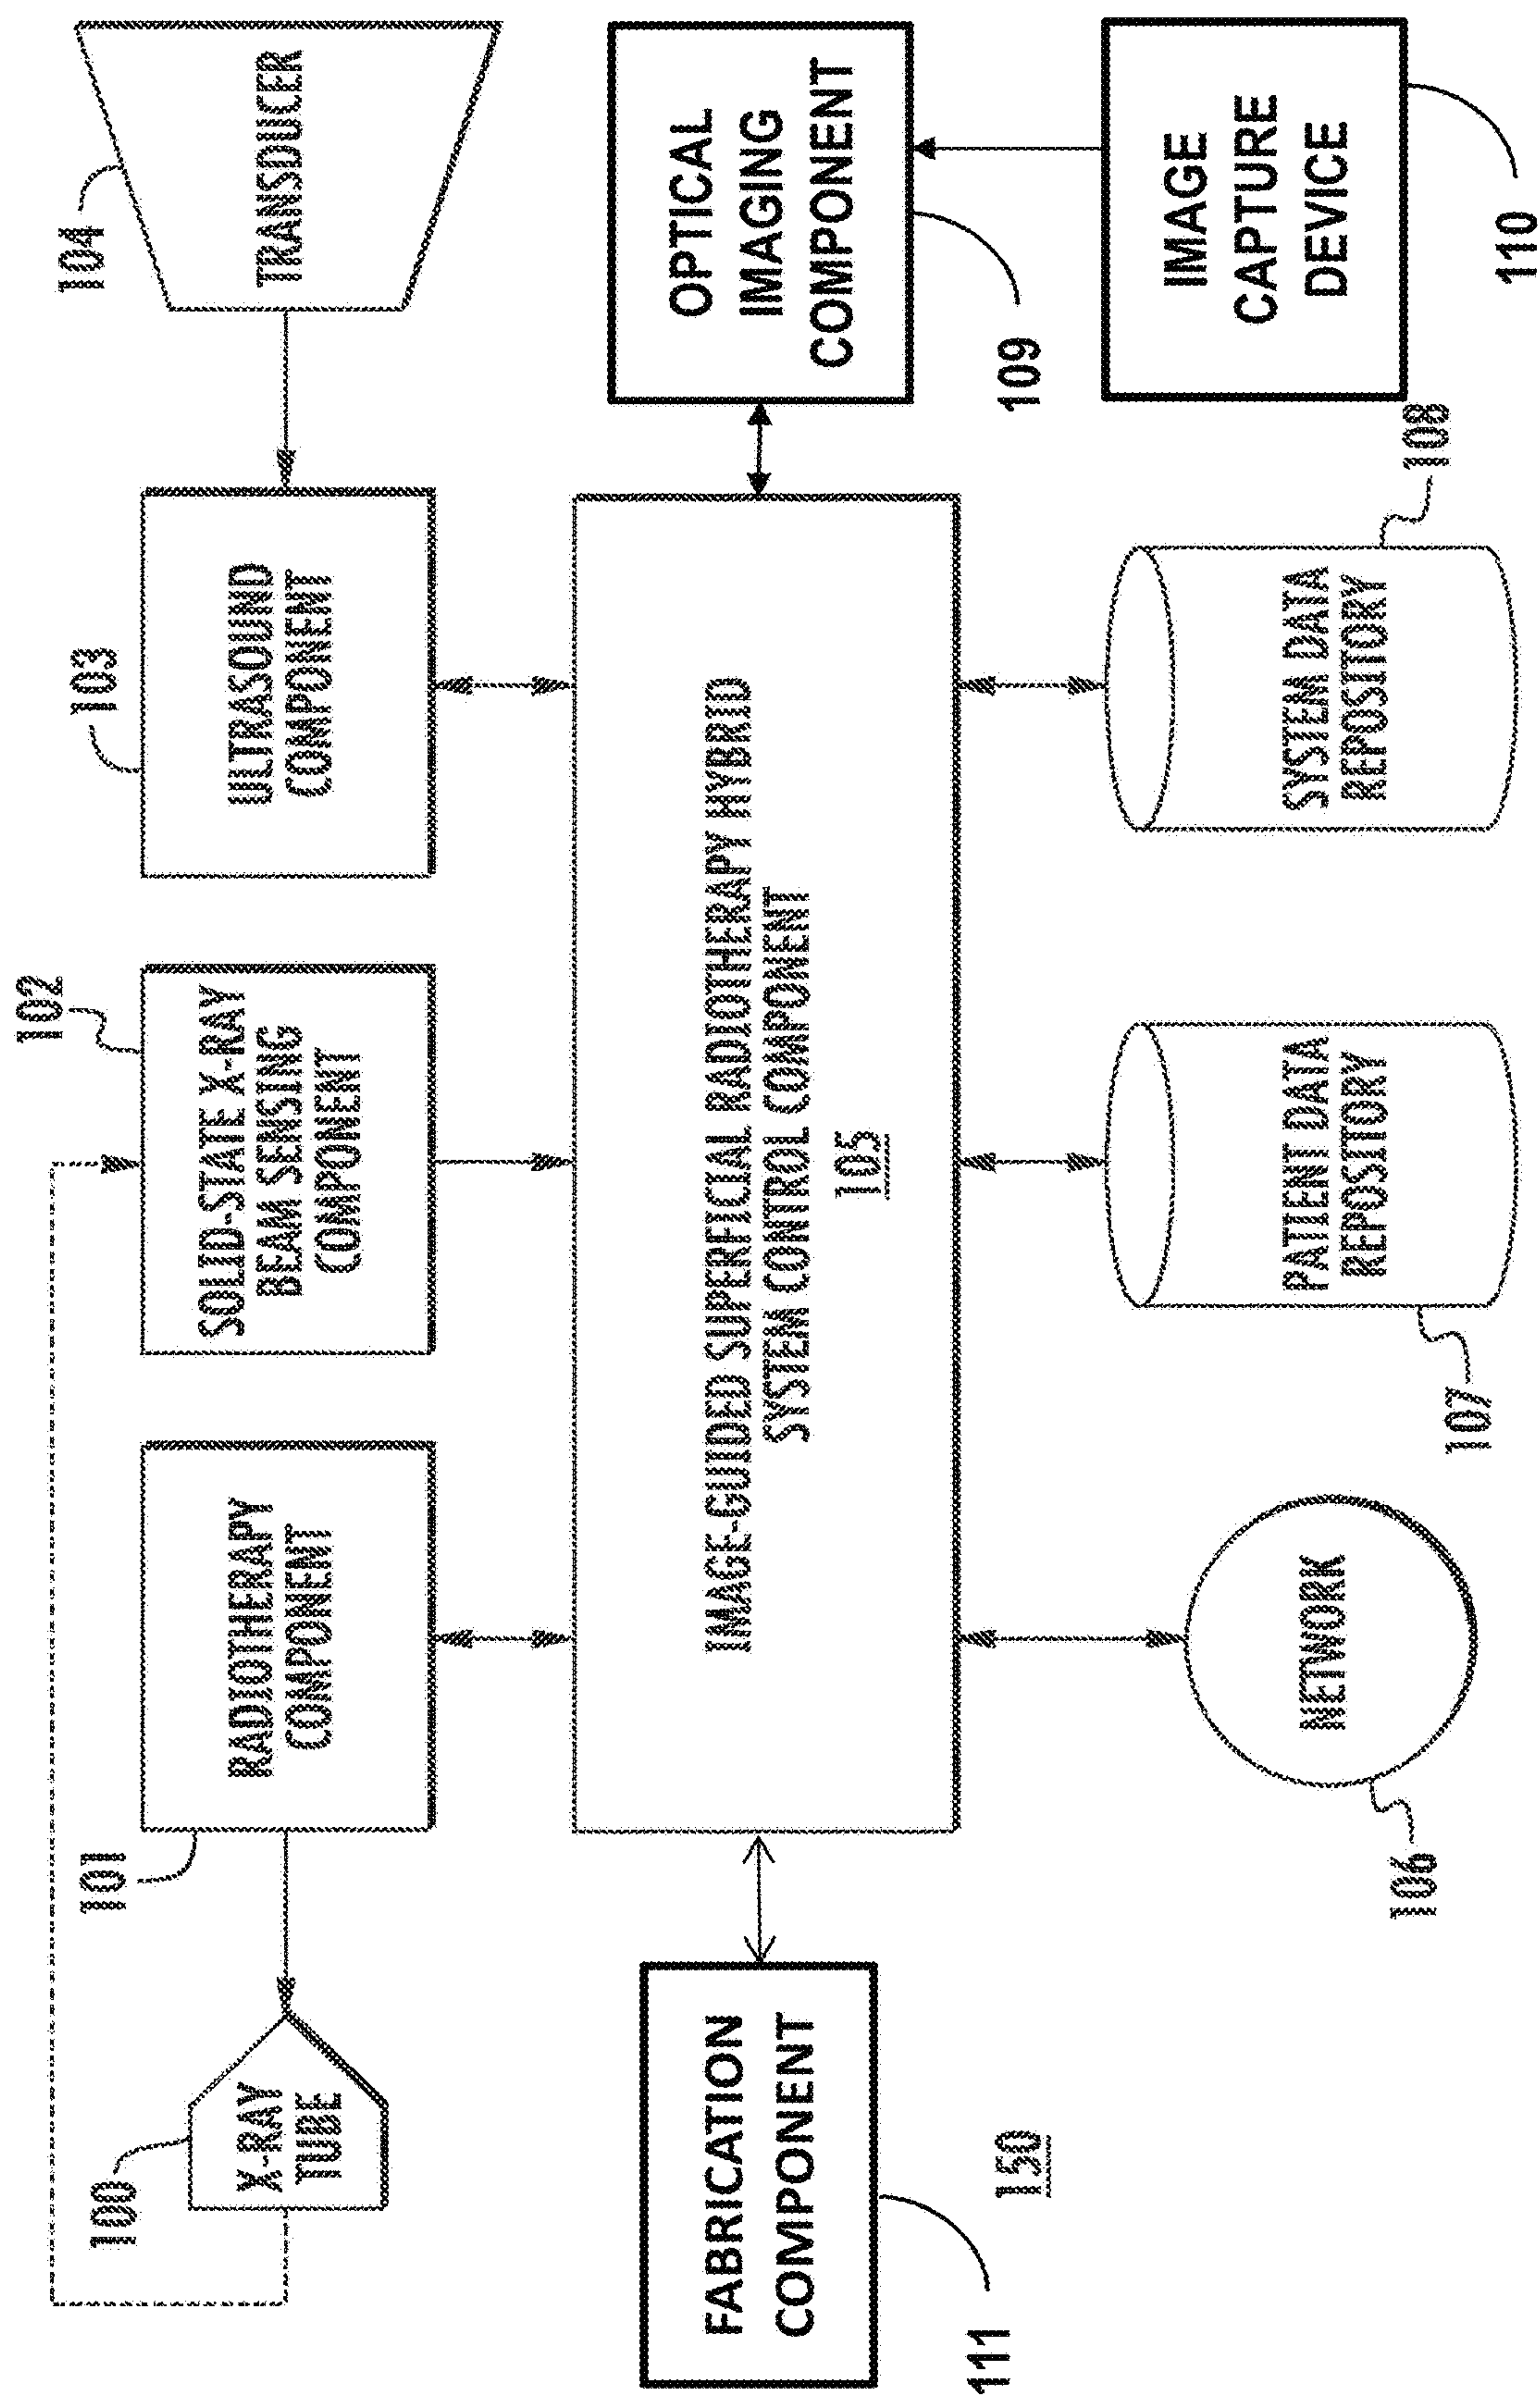 100
X-RAY
TUBE
101
RADIOTHERAPY
COMPONENT
102
SOLID-STATE X-RAY
BEAM SENSING
COMPONENT
103
ULTRASOUND
COMPONENT
104
TRANSDUCER
FABRICATION
COMPONENT
111
150
IMAGE-GUIDED SUPERFICIAL RADIOTHERAPY HYBRID
SYSTEM CONTROL COMPONENT
105
OPTICAL
IMAGING
COMPONENT
109
NETWORK
106
PATIENT DATA
REPOSITORY
107
SYSTEM DATA
REPOSITORY
108
IMAGE
CAPTURE
DEVICE
110